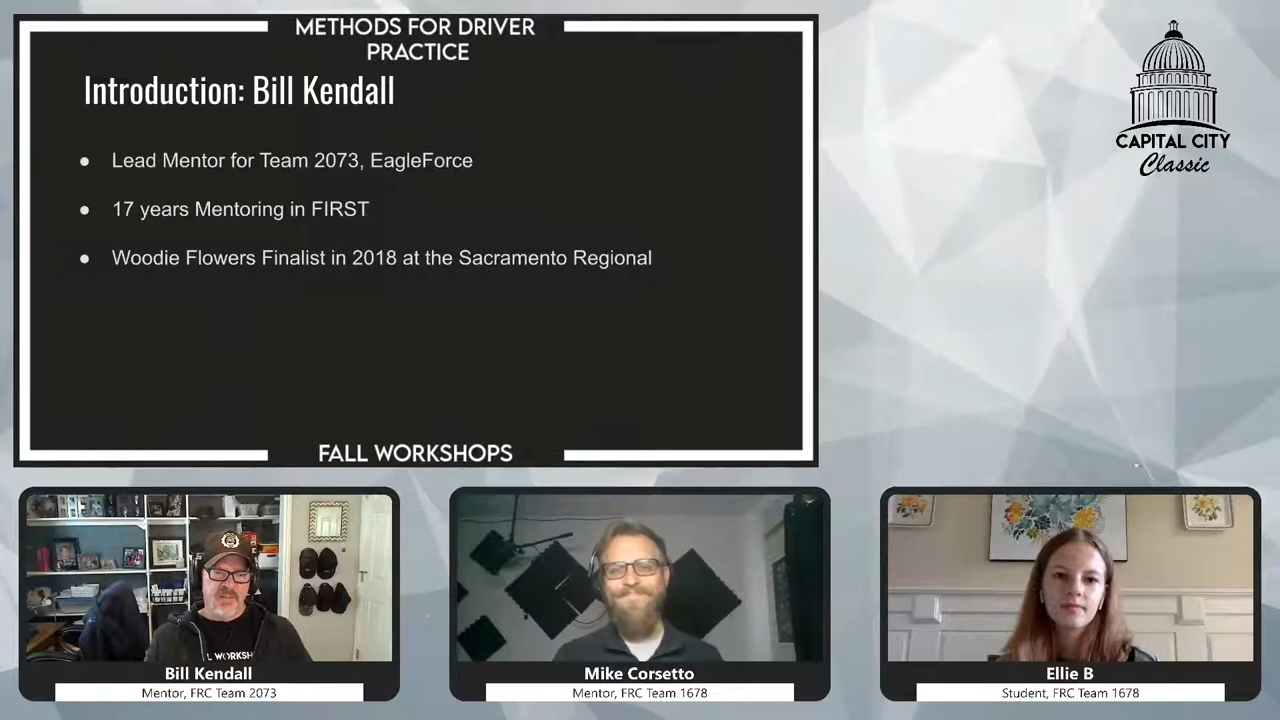 METHODS FOR DRIVER
PRACTICE
Introduction: Bill Kendall
● Lead Mentor for Team 2073, EagleForce
● 17 years Mentoring in FIRST
● Woodie Flowers Finalist in 2018 at the Sacramento Regional
FALL WORKSHOPS
CAPITAL CITY
Classic
L WORKSH
Bill Kendall
Mentor, FRC Team 2073
Mike Corsetto
Mentor, FRC Team 1678
Ellie B
Student, FRC Team 1678